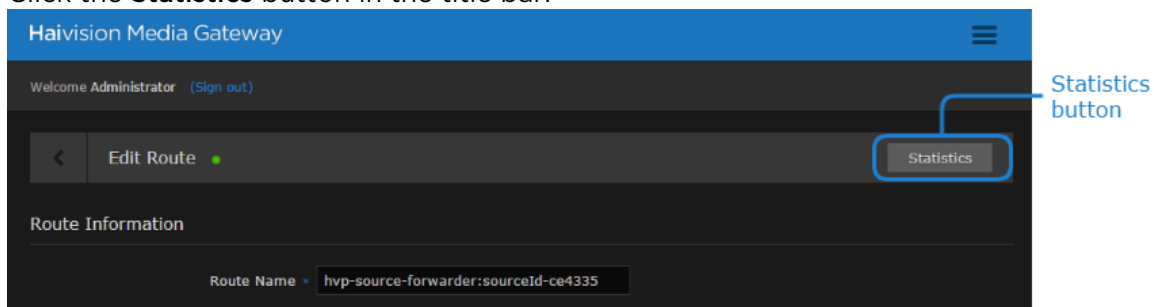 Click the Statistics button in the title bar.
Haivision Media Gateway
Welcome Administrator (Sign out)
Statistics
button
Edit Route
Statistics
Route Information
Route Name * hvp-source-forwarder:sourceId-ce4335